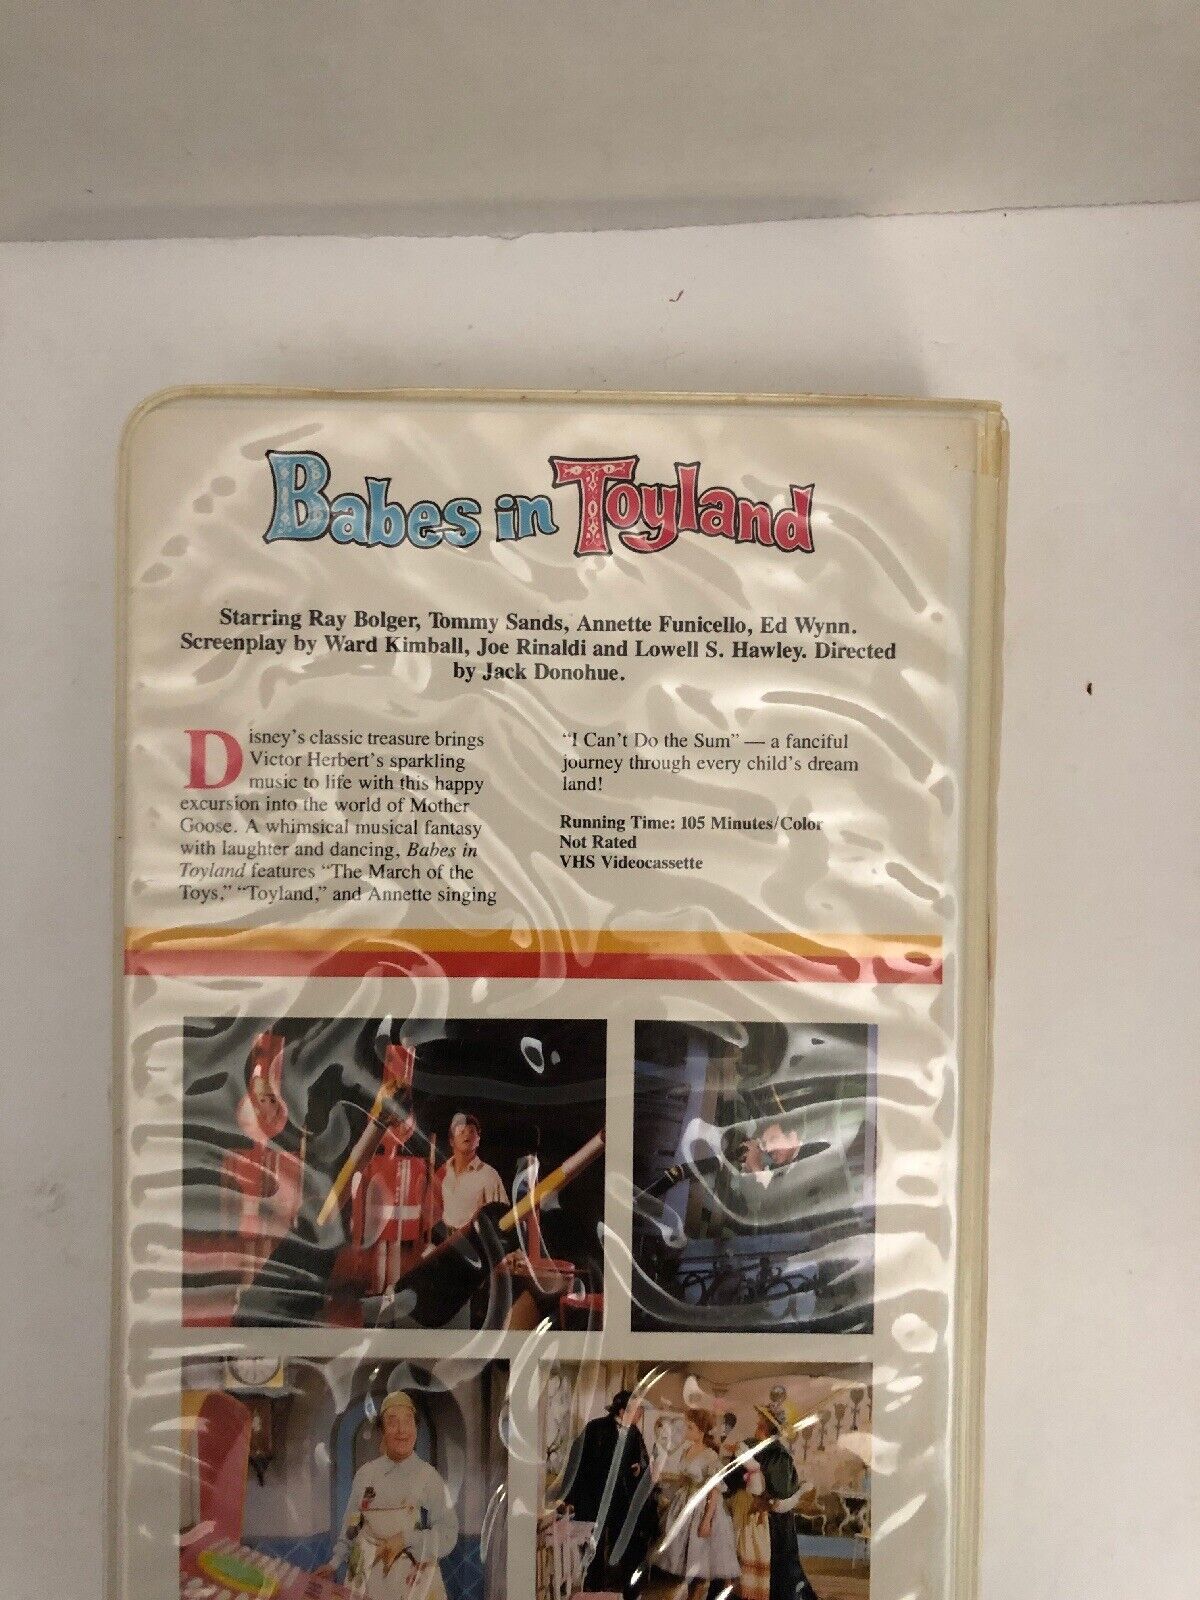 Babes in Toyland
Starring Ray Bolger, Tommy Sands, Annette Funicello, Ed Wynn.
Screenplay by Ward Kimball, Joe Rinaldi and Lowell S. Hawley. Directed
by Jack Donohue.
Disney's classic treasure brings
Victor Herbert's sparkling
music to life with this happy
excursion into the world of Mother
Goose. A whimsical musical fantasy
with laughter and dancing, Babes in
Toyland features "The March of the
Toys," "Toyland," and Annette singing
"I Can't Do the Sum" — a fanciful
journey through every child's dream
land!
Running Time: 105 Minutes/Color
Not Rated
VHS Videocassette